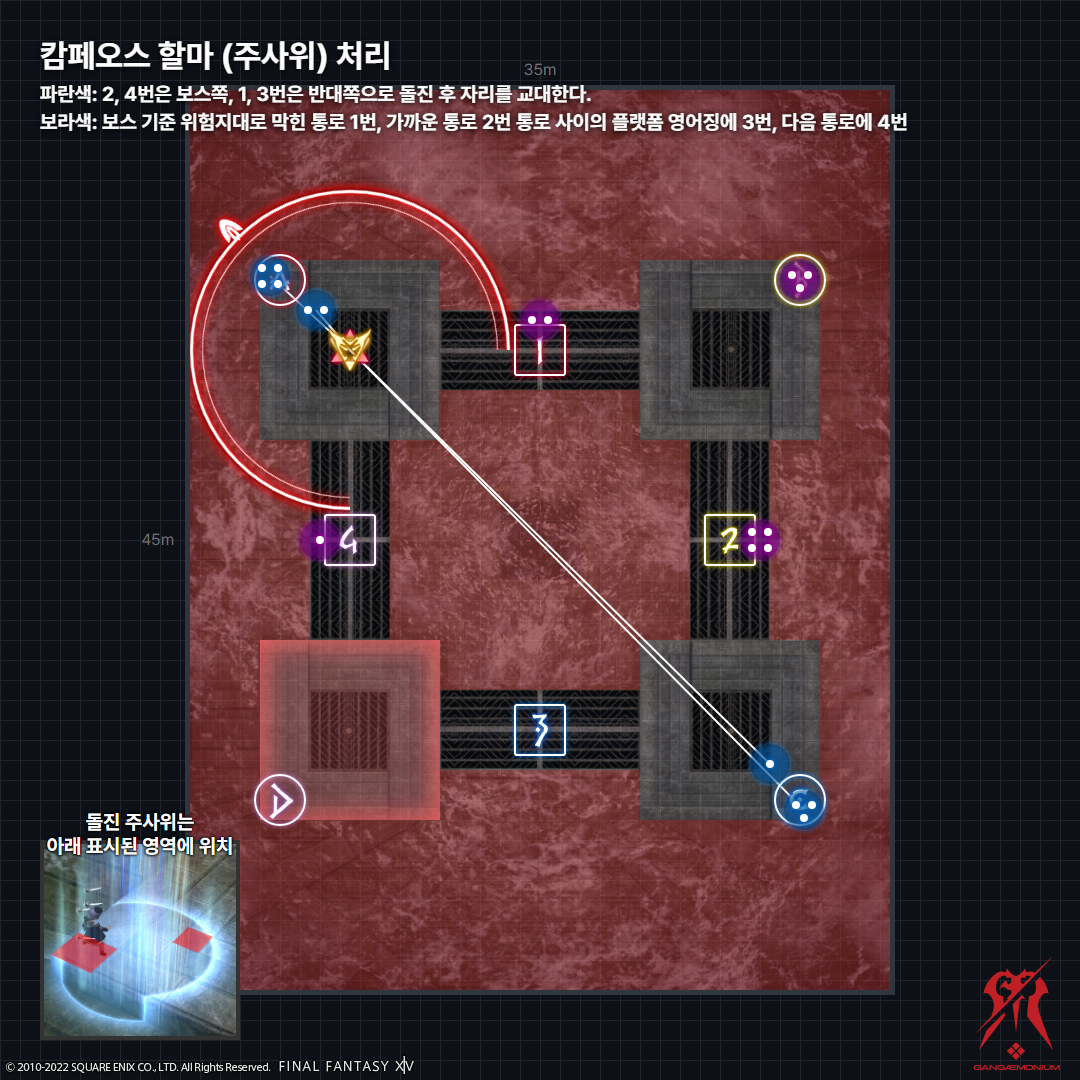 캄페오스 할마 (주사위) 처리
35m
파란색: 2, 4번은 보스쪽, 1, 3번은 반대쪽으로 돌진 후 자리를 교대한다.
보라색: 보스 기준 위험지대로 막힌 통로 1번, 가까운 통로 2번 통로 사이의 플랫폼 영어징에 3번, 다음 통로에 4번
1
45m
4
2
3
D
돌진 주사위는
아래 표시된 영역에 위치
© 2010-2022 SQUARE ENIX CO., LTD. All Rights Reserved. FINAL FANTASY XIV
GANGÆMONIUM